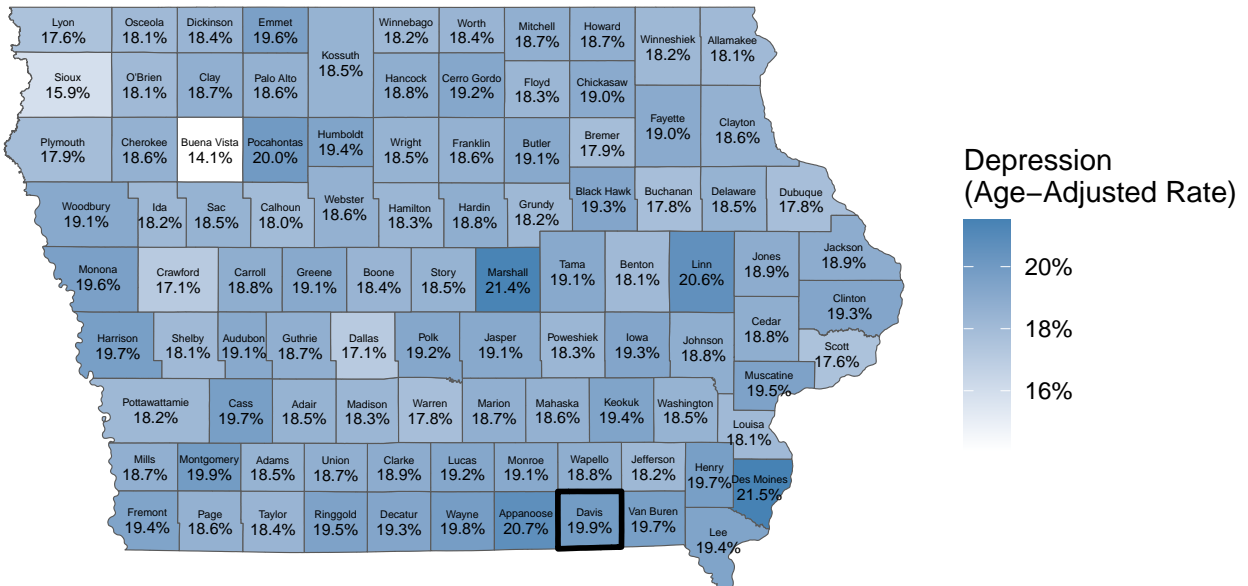 Lyon
17.6%
Osceola
18.1%
Dickinson
18.4%
Emmet
19.6%
Kossuth
18.5%
Winnebago
18.2%
Worth
18.4%
Mitchell
18.7%
Howard
18.7%
Winneshiek
18.2%
Allamakee
18.1%
Sioux
15.9%
O'Brien
18.1%
Clay
18.7%
Palo Alto
18.6%
Hancock
18.8%
Cerro Gordo
19.2%
Floyd
18.3%
Chickasaw
19.0%
Fayette
19.0%
Clayton
18.6%
Plymouth
17.9%
Cherokee
18.6%
Buena Vista
14.1%
Pocahontas
20.0%
Humboldt
19.4%
Wright
18.5%
Franklin
18.6%
Butler
19.1%
Bremer
17.9%
Woodbury
19.1%
Ida
18.2%
Sac
18.5%
Calhoun
18.0%
Webster
18.6%
Hamilton
18.3%
Hardin
18.8%
Grundy
18.2%
Black Hawk
19.3%
Buchanan
17.8%
Delaware
18.5%
Dubuque
17.8%
Monona
19.6%
Crawford
17.1%
Carroll
18.8%
Greene
19.1%
Boone
18.4%
Story
18.5%
Marshall
21.4%
Tama
19.1%
Benton
18.1%
Linn
20.6%
Jones
18.9%
Jackson
18.9%
Clinton
19.3%
Harrison
19.7%
Shelby
18.1%
Audubon
19.1%
Guthrie
18.7%
Dallas
17.1%
Polk
19.2%
Jasper
19.1%
Poweshiek
18.3%
Iowa
19.3%
Johnson
18.8%
Cedar
18.8%
Scott
17.6%
Muscatine
19.5%
Pottawattamie
18.2%
Cass
19.7%
Adair
18.5%
Madison
18.3%
Warren
17.8%
Marion
18.7%
Mahaska
18.6%
Keokuk
19.4%
Washington
18.5%
Louisa
18.1%
Mills
18.7%
Montgomery
19.9%
Adams
18.5%
Union
18.7%
Clarke
18.9%
Lucas
19.2%
Monroe
19.1%
Wapello
18.8%
Jefferson
18.2%
Henry
19.7%
Des Moines
21.5%
Fremont
19.4%
Page
18.6%
Taylor
18.4%
Ringgold
19.5%
Decatur
19.3%
Wayne
19.8%
Appanoose
20.7%
Davis
19.9%
Van Buren
19.7%
Lee
19.4%
Depression
(Age−Adjusted Rate)
20%
18%
16%